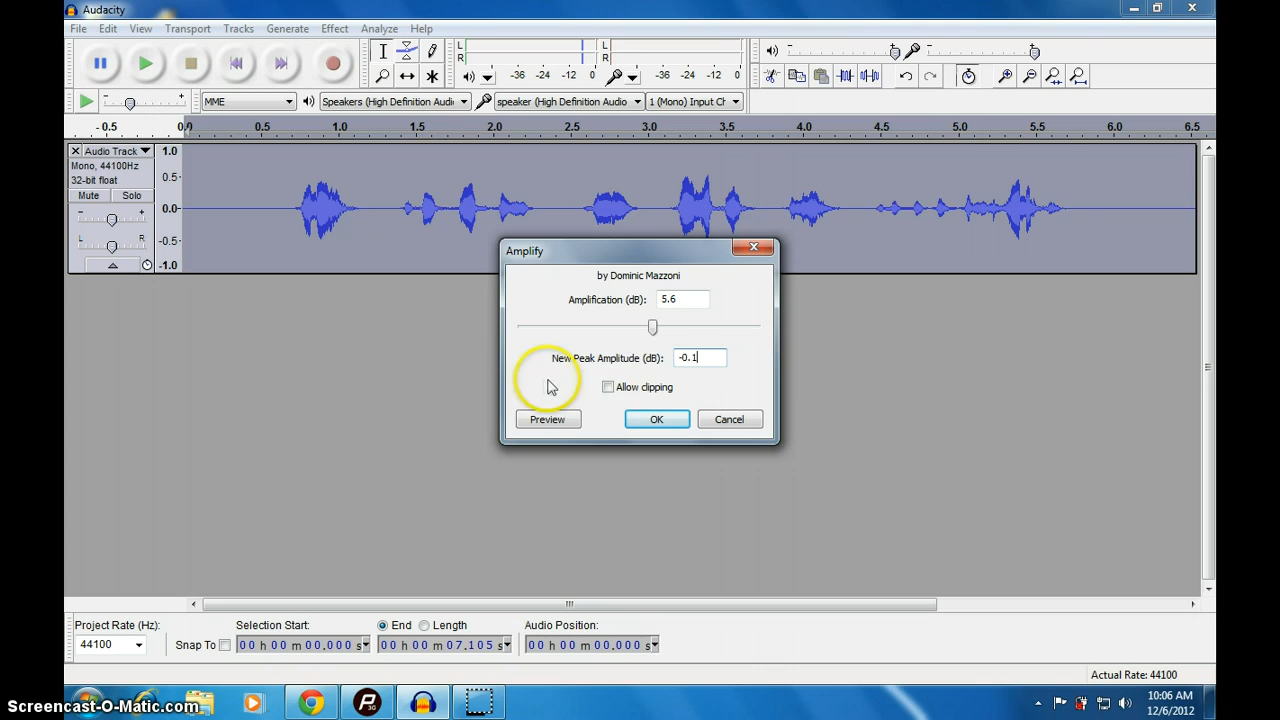 Audacity
File Edit View Transport Tracks Generate Effect Analyze Help
L
R
-36 -24 -12 0
L
R
-36 -24 -12 0
MME
Speakers (High Definition Audio
speaker (High Definition Audio
1 (Mono) Input Ch
-0.5 0.0 0.5 1.0 1.5 2.0 2.5 3.0 3.5 4.0 4.5 5.0 5.5 6.0 6.5
Audio Track
Mono, 44100Hz
32-bit float
Mute Solo
- +
L R
1.0
0.5
0.0
-0.5
-1.0
Amplify
by Dominic Mazzoni
Amplification (dB): 5.6
New Peak Amplitude (dB): -0.1
Allow clipping
Preview OK Cancel
Project Rate (Hz):
44100
Snap To
Selection Start:
00 h 00 m 00.000 s
End Length
00 h 00 m 07.105 s
Audio Position:
00 h 00 m 00.000 s
Actual Rate: 44100
Screencast-O-Matic.com
10:06 AM
12/6/2012